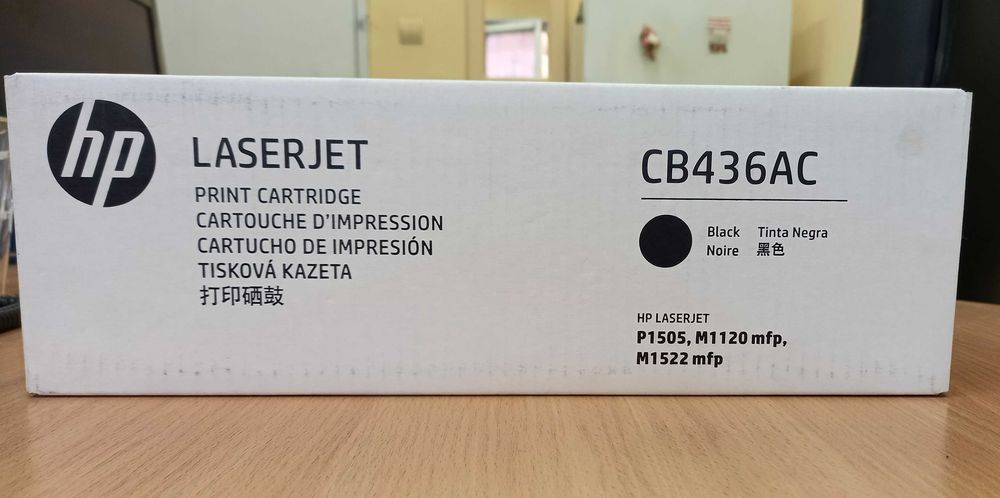 hp
LASERJET
PRINT CARTRIDGE
CARTOUCHE D'IMPRESSION
CARTUCHO DE IMPRESIÓN
TISKOVÁ KAZETA
打印硒鼓
CB436AC
Black Tinta Negra
Noire 黑色
HP LASERJET
P1505, M1120 mfp,
M1522 mfp